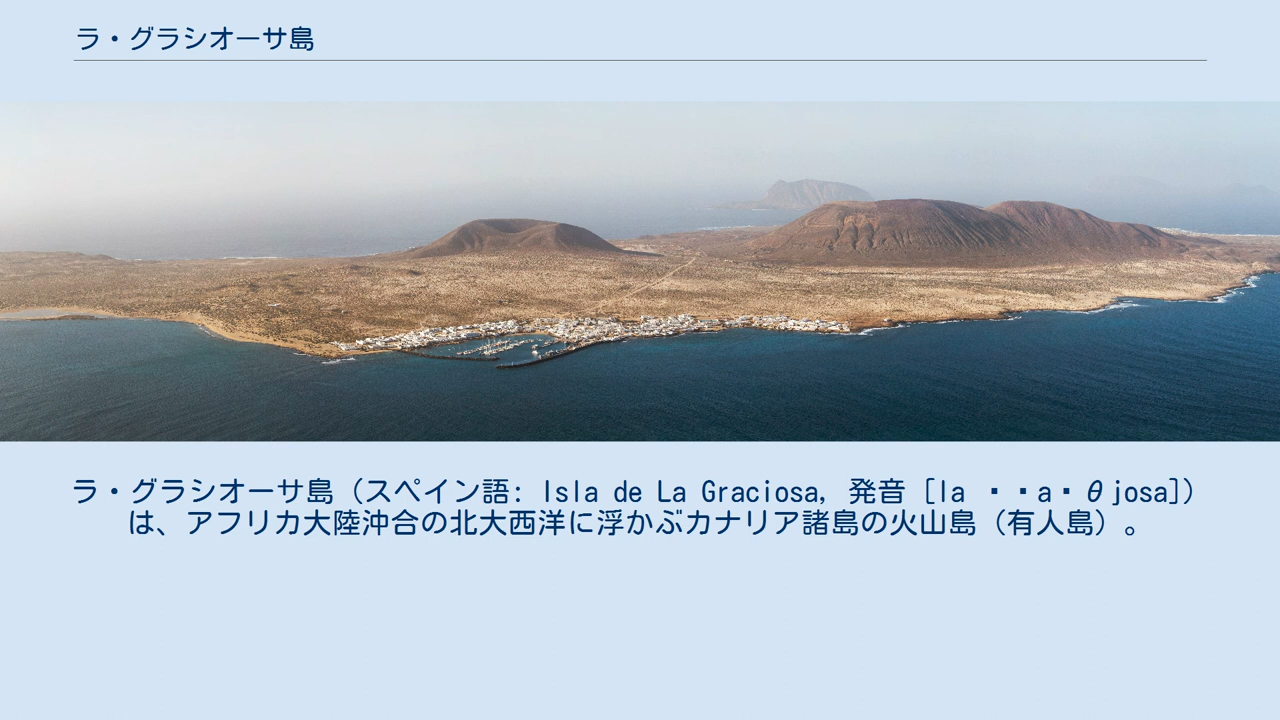 ラ・グラシオーサ島
ラ・グラシオーサ島（スペイン語: Isla de La Graciosa, 発音 [la ▪▪a▪θjosa]）
は、アフリカ大陸沖合の北大西洋に浮かぶカナリア諸島の火山島（有人島）。